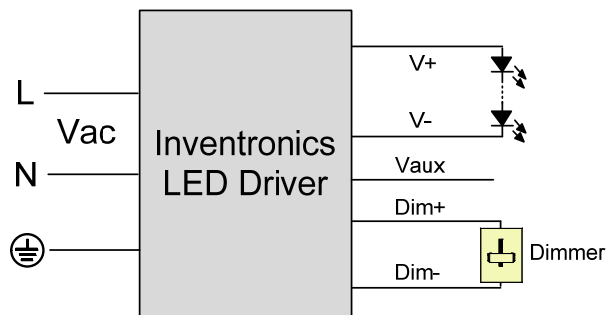 L
Vac
N
Inventronics
LED Driver
V+
V-
Vaux
Dim+
Dim-
Dimmer